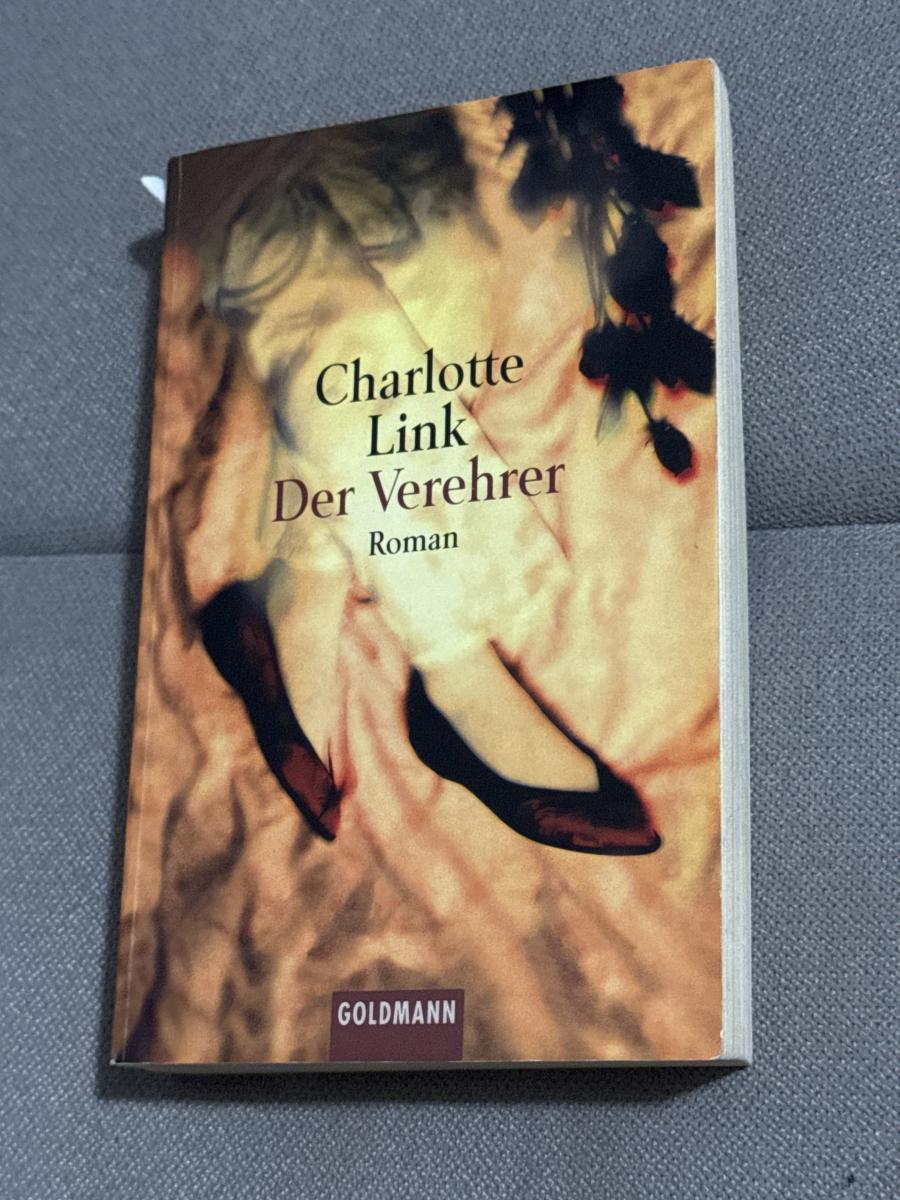 Charlotte
Link
Der Verehrer
Roman
GOLDMANN